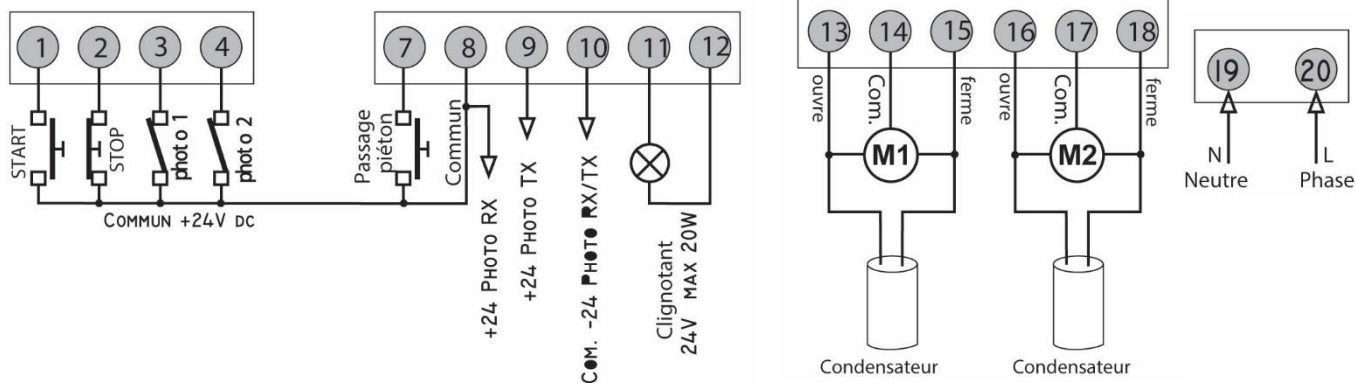 1 2 3 4
START
STOP
photo 1
photo 2
COMMUN +24V DC
7 8 9 10 11 12
Passage
piéton
Commun
+24 PHOTO RX
+24 PHOTO TX
COM. -24 PHOTO RX/TX
Clignotant
24V MAX 20W
13 14 15 16 17 18
ouvre
Com.
ferme
ouvre
Com.
ferme
M1
M2
Condensateur
Condensateur
19 20
N
Neutre
L
Phase